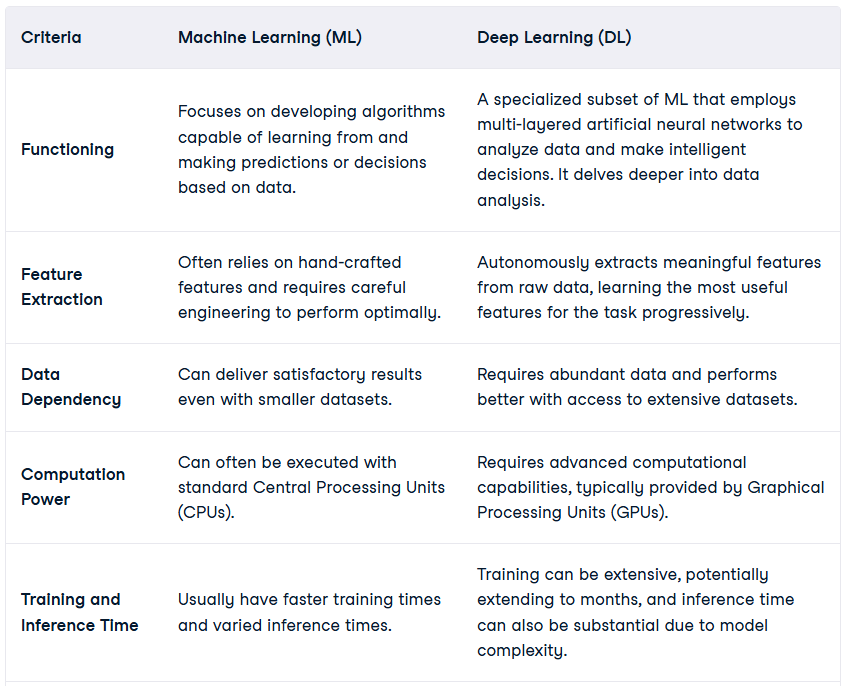 Criteria Machine Learning (ML) Deep Learning (DL)
Functioning
Focuses on developing algorithms
capable of learning from and
making predictions or decisions
based on data.
A specialized subset of ML that employs
multi-layered artificial neural networks to
analyze data and make intelligent
decisions. It delves deeper into data
analysis.
Feature
Extraction
Often relies on hand-crafted
features and requires careful
engineering to perform optimally.
Autonomously extracts meaningful features
from raw data, learning the most useful
features for the task progressively.
Data
Dependency
Can deliver satisfactory results
even with smaller datasets.
Requires abundant data and performs
better with access to extensive datasets.
Computation
Power
Can often be executed with
standard Central Processing Units
(CPUs).
Requires advanced computational
capabilities, typically provided by Graphical
Processing Units (GPUs).
Training and
Inference Time
Usually have faster training times
and varied inference times.
Training can be extensive, potentially
extending to months, and inference time
can also be substantial due to model
complexity.